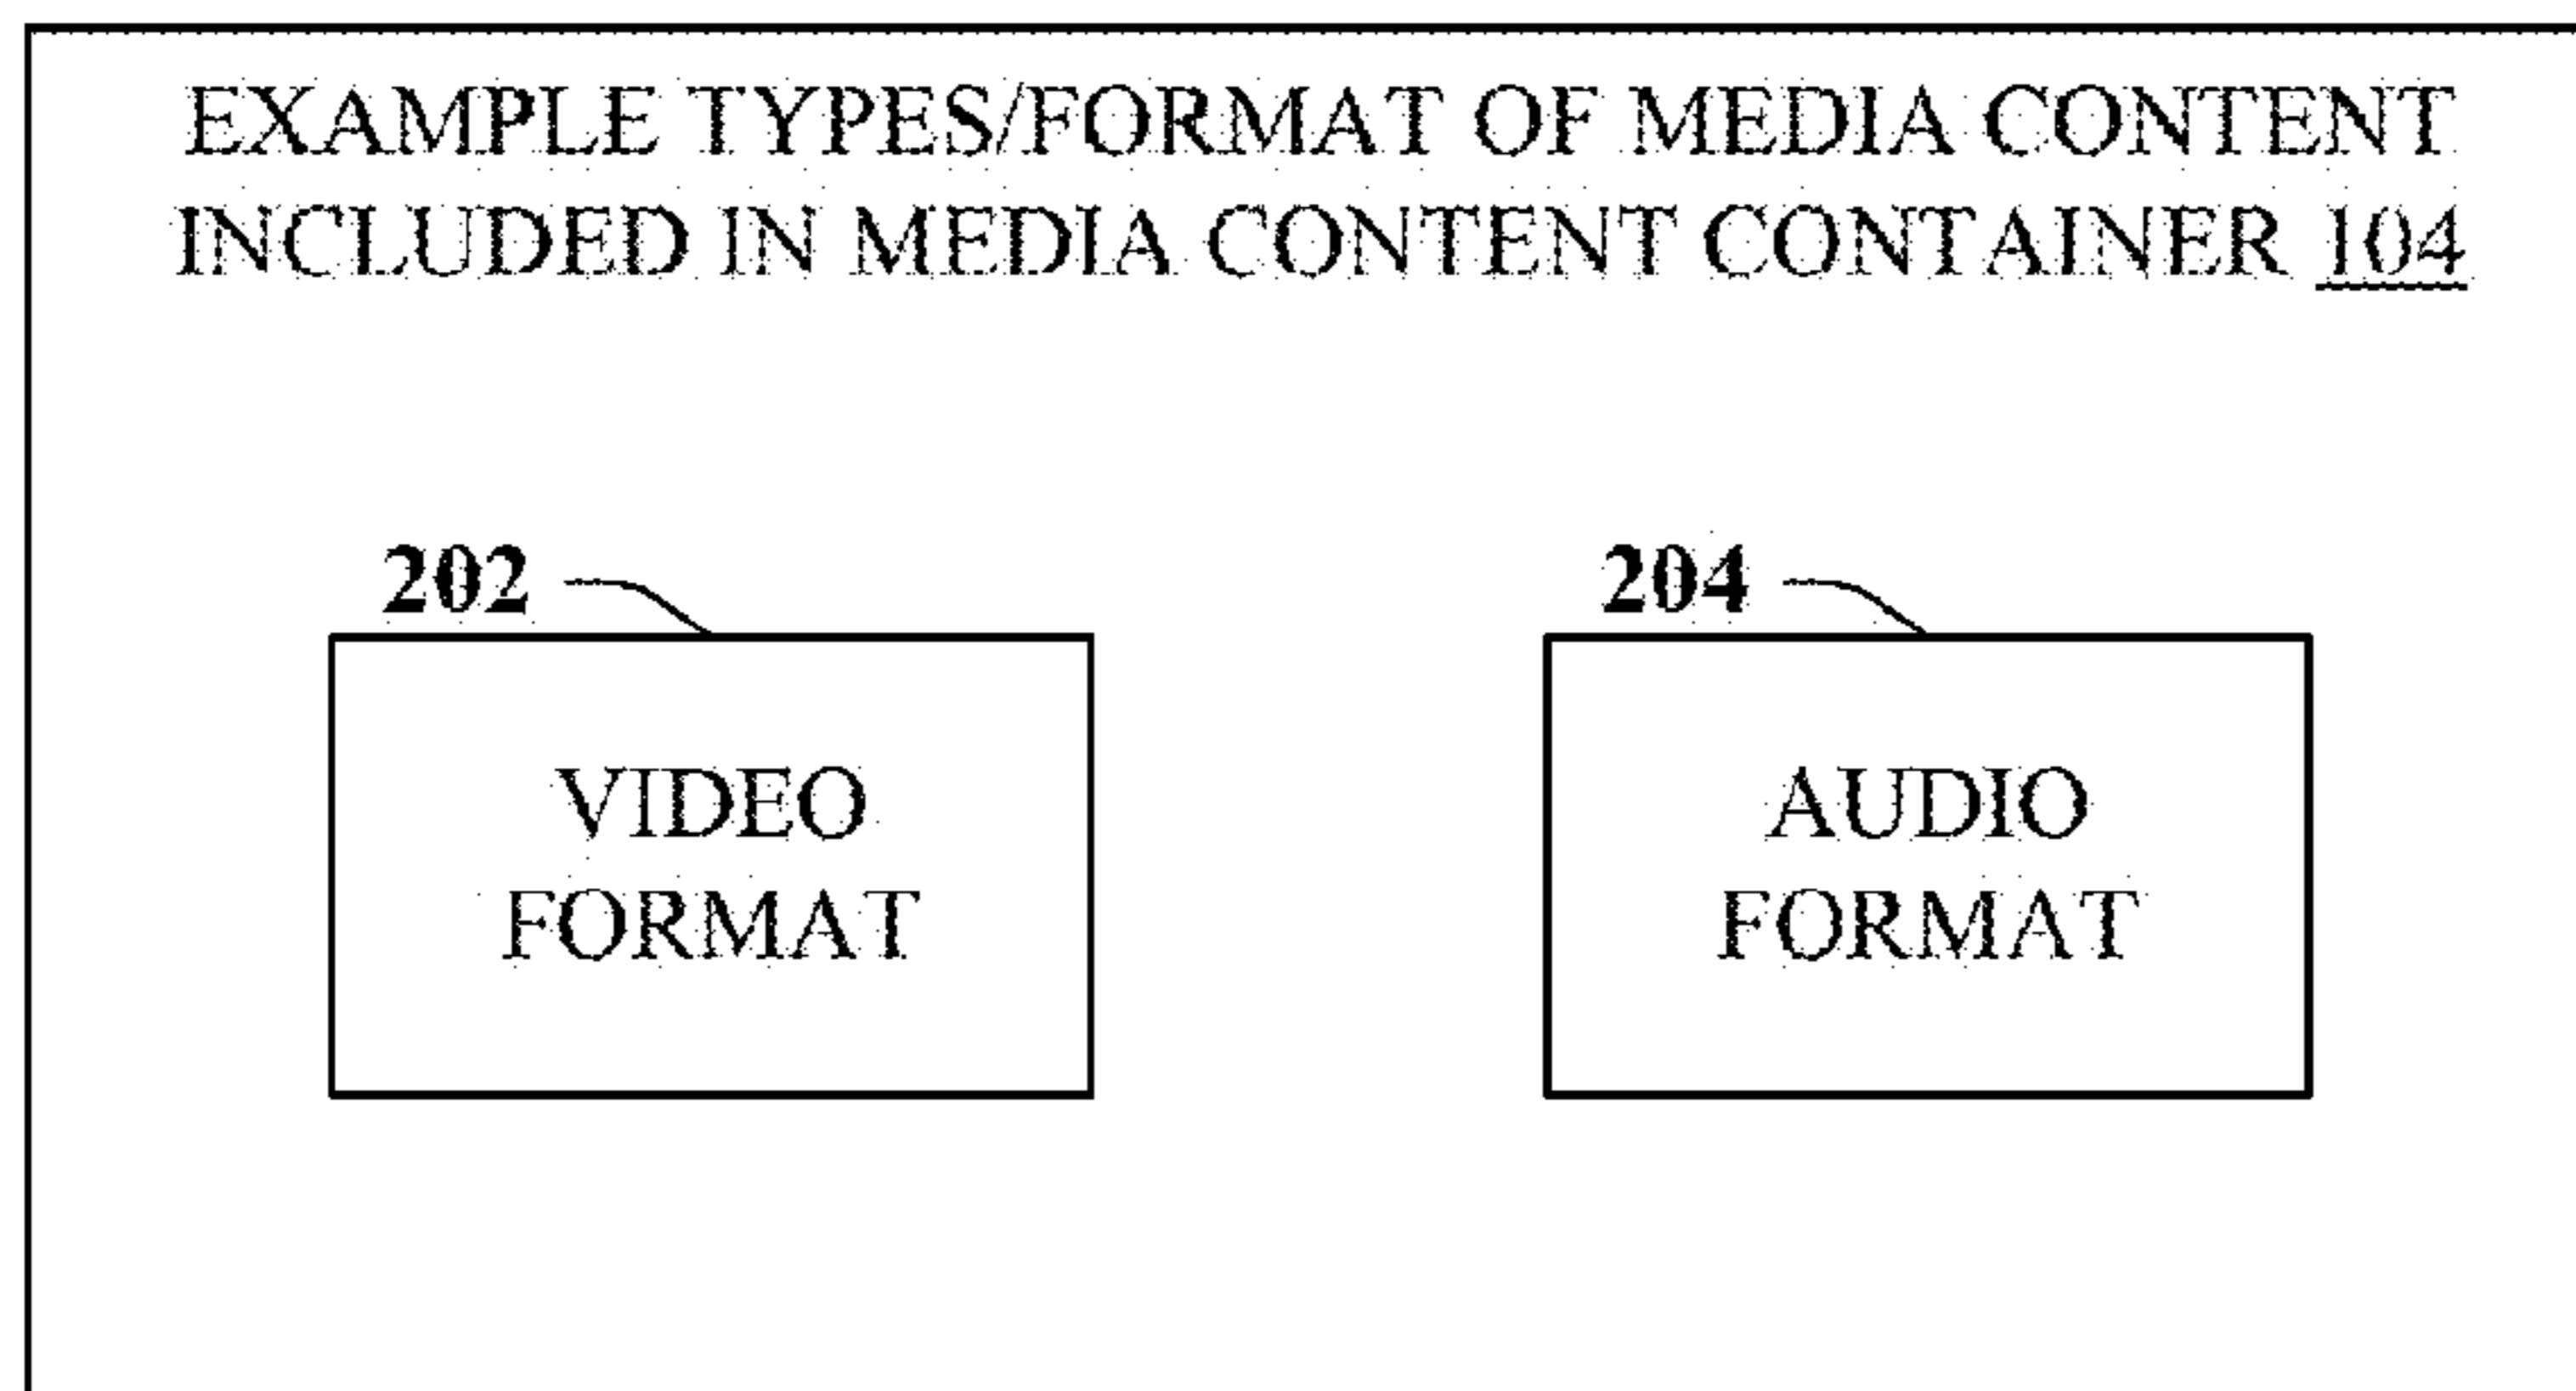 EXAMPLE TYPES/FORMAT OF MEDIA CONTENT
INCLUDED IN MEDIA CONTENT CONTAINER 104
202
204
VIDEO
FORMAT
AUDIO
FORMAT